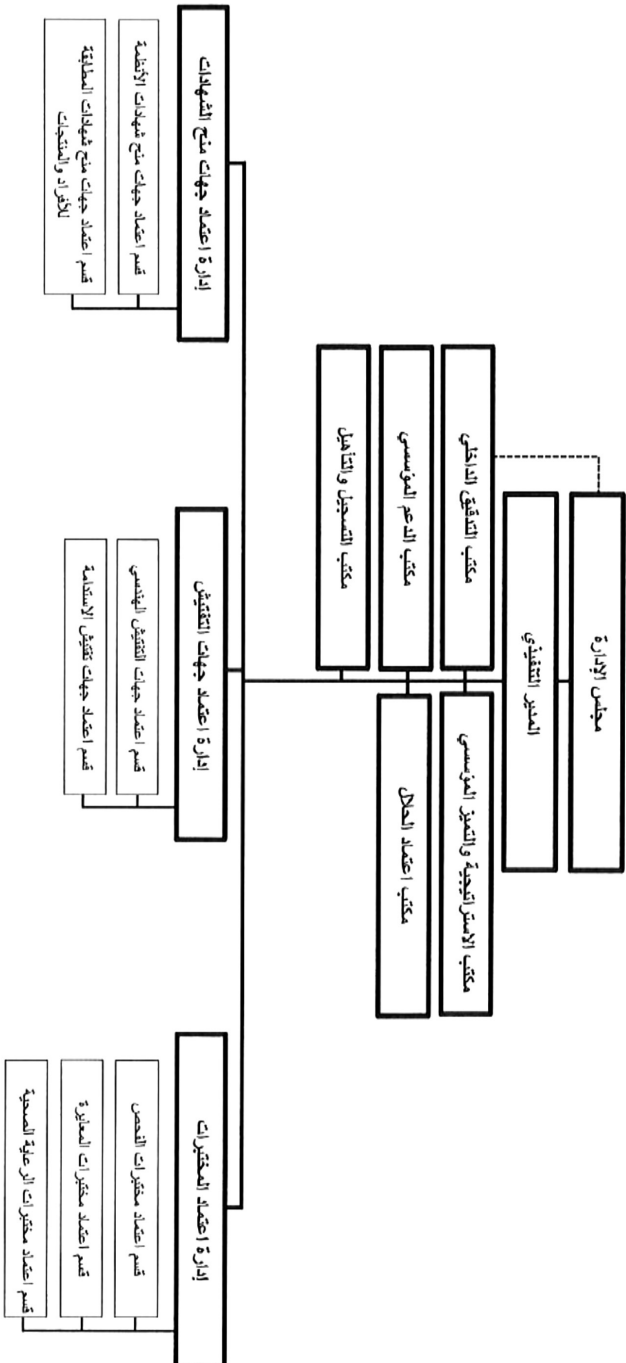 مجلس الإدارة
المدير التنفيذي
مكتب الاستراتيجية والتميز المؤسسي
مكتب التدقيق الداخلي
مكتب اعتماد الحلال
مكتب الدعم المؤسسي
مكتب التسجيل والتأهيل
إدارة اعتماد المختبرات
قسم اعتماد مختبرات الفحص
قسم اعتماد مختبرات المعايرة
قسم اعتماد مختبرات الرعاية الصحية
إدارة اعتماد جهات التفتيش
قسم اعتماد جهات التفتيش الهندسي
قسم اعتماد جهات تفتيش الاستدامة
إدارة اعتماد جهات منح الشهادات
قسم اعتماد جهات منح شهادات الأنظمة
قسم اعتماد جهات منح شهادات المطابقة
للأفراد والمنتجات